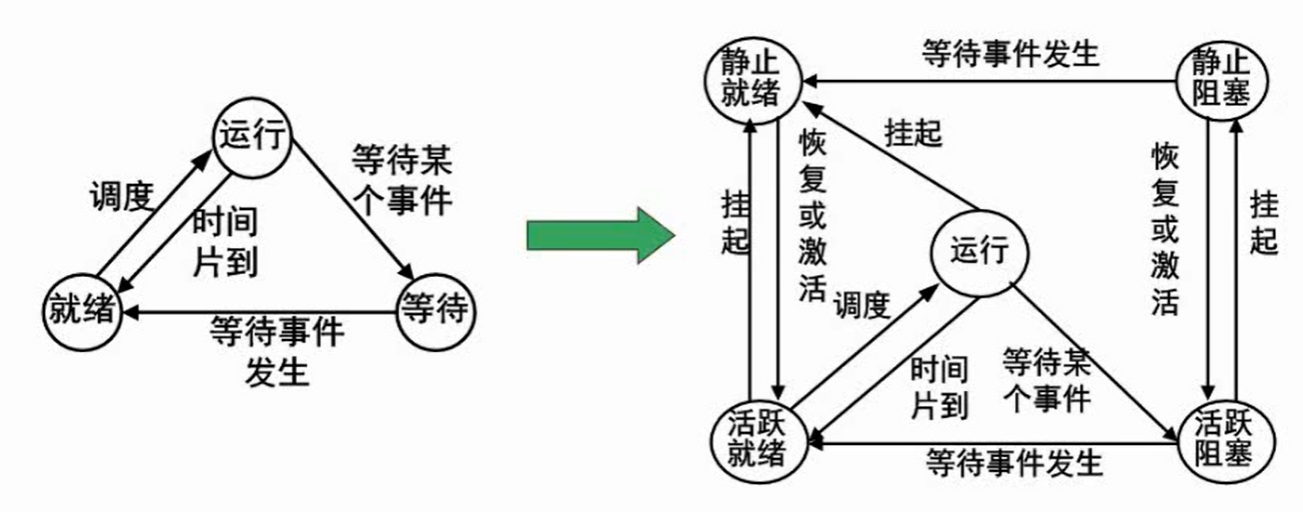 运行
调度
时间
片到
等待某
个事件
就绪
等待
等待事件
发生
静止
就绪
等待事件发生
静止
阻塞
挂起
挂
起
恢
复
或
激
活
运行
恢
复
或
激
活
挂
起
调度
时间
片到
等待某
个事件
活跃
就绪
等待事件发生
活跃
阻塞